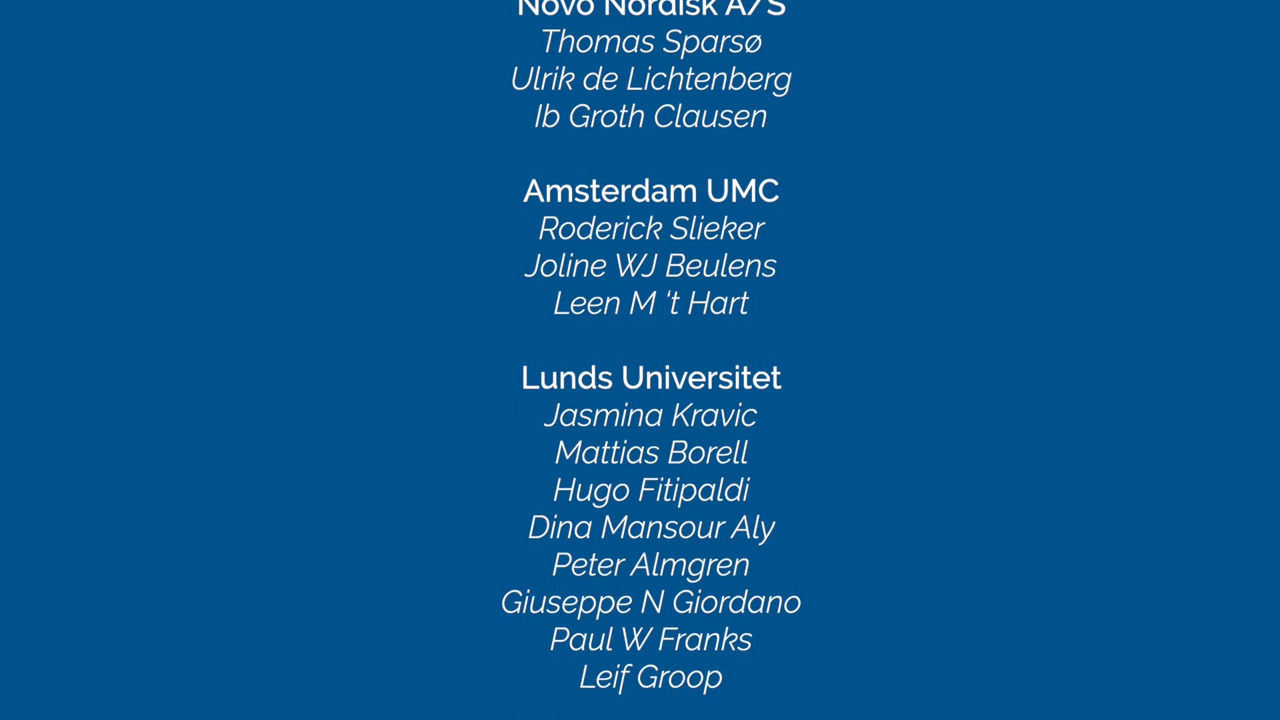 Novo Nordisk A/S
Thomas Sparsø
Ulrik de Lichtenberg
Ib Groth Clausen
Amsterdam UMC
Roderick Slieker
Joline WJ Beulens
Leen M ‘t Hart
Lunds Universitet
Jasmina Kravic
Mattias Borell
Hugo Fitipaldi
Dina Mansour Aly
Peter Almgren
Giuseppe N Giordano
Paul W Franks
Leif Groop